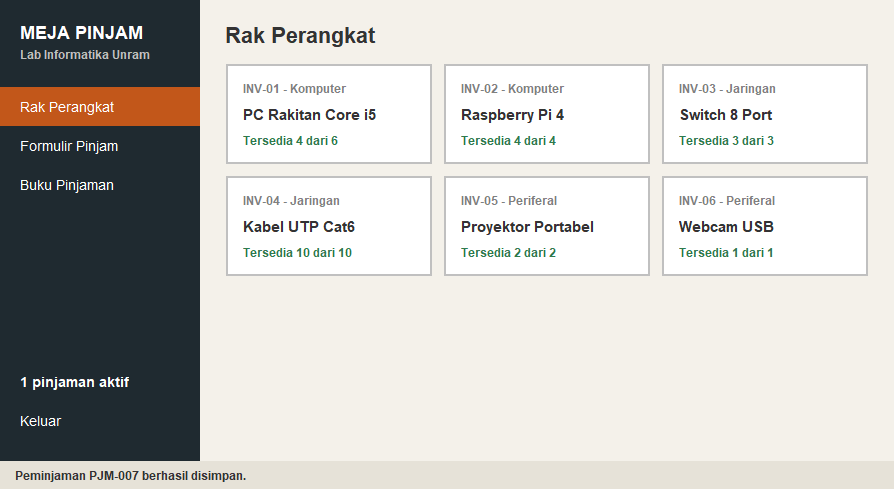 MEJA PINJAM
Lab Informatika Unram
Rak Perangkat
Formulir Pinjam
Buku Pinjaman
1 pinjaman aktif
Keluar
Rak Perangkat
INV-01 - Komputer
PC Rakitan Core i5
Tersedia 4 dari 6
INV-02 - Komputer
Raspberry Pi 4
Tersedia 4 dari 4
INV-03 - Jaringan
Switch 8 Port
Tersedia 3 dari 3
INV-04 - Jaringan
Kabel UTP Cat6
Tersedia 10 dari 10
INV-05 - Periferal
Proyektor Portabel
Tersedia 2 dari 2
INV-06 - Periferal
Webcam USB
Tersedia 1 dari 1
Peminjaman PJM-007 berhasil disimpan.